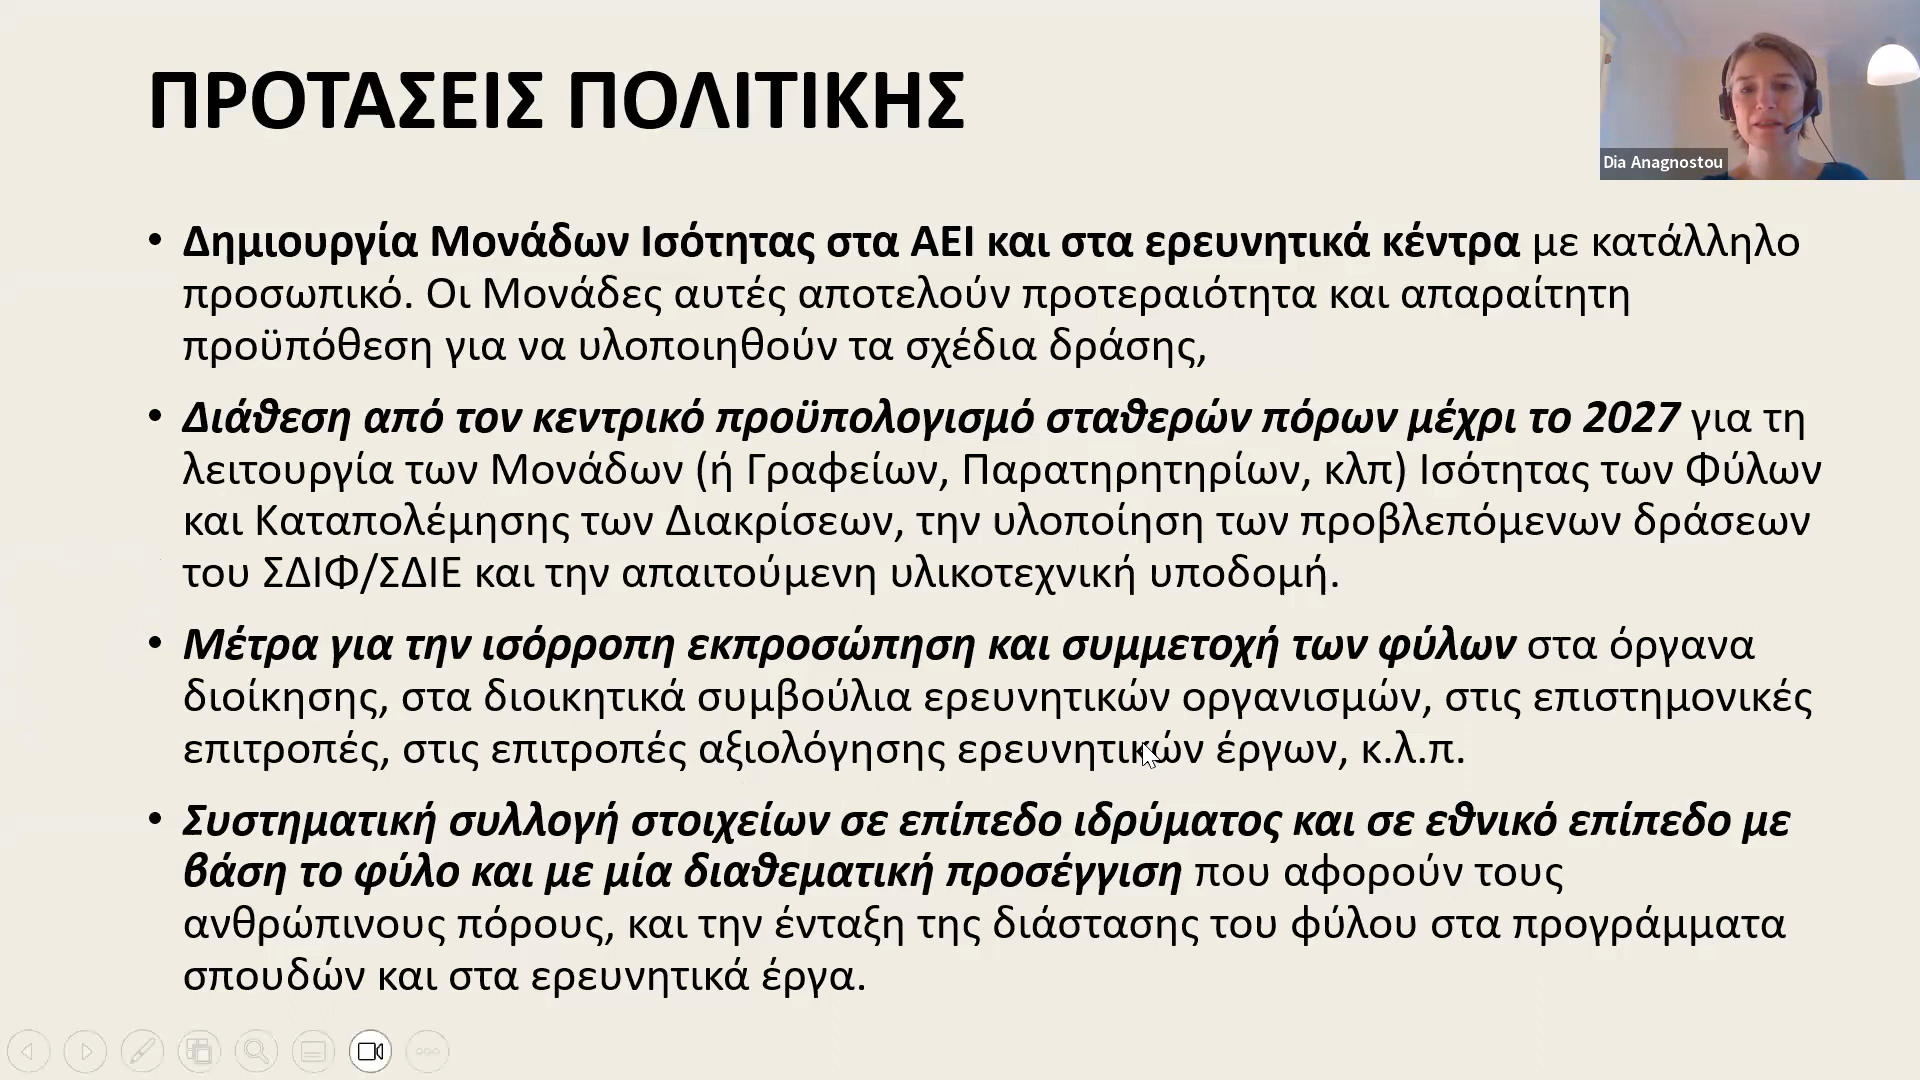 ΠΡΟΤΑΣΕΙΣ ΠΟΛΙΤΙΚΗΣ
Dia Anagnostou
• Δημιουργία Μονάδων Ισότητας στα ΑΕΙ και στα ερευνητικά κέντρα με κατάλληλο
προσωπικό. Οι Μονάδες αυτές αποτελούν προτεραιότητα και απαραίτητη
προϋπόθεση για να υλοποιηθούν τα σχέδια δράσης,
• Διάθεση από τον κεντρικό προϋπολογισμό σταθερών πόρων μέχρι το 2027 για τη
λειτουργία των Μονάδων (ή Γραφείων, Παρατηρητηρίων, κλπ) Ισότητας των Φύλων
και Καταπολέμησης των Διακρίσεων, την υλοποίηση των προβλεπόμενων δράσεων
του ΣΔΙΦ/ΣΔΙΕ και την απαιτούμενη υλικοτεχνική υποδομή.
• Μέτρα για την ισόρροπη εκπροσώπηση και συμμετοχή των φύλων στα όργανα
διοίκησης, στα διοικητικά συμβούλια ερευνητικών οργανισμών, στις επιστημονικές
επιτροπές, στις επιτροπές αξιολόγησης ερευνητικών έργων, κ.λ.π.
• Συστηματική συλλογή στοιχείων σε επίπεδο ιδρύματος και σε εθνικό επίπεδο με
βάση το φύλο και με μία διαθεματική προσέγγιση που αφορούν τους
ανθρώπινους πόρους, και την ένταξη της διάστασης του φύλου στα προγράμματα
σπουδών και στα ερευνητικά έργα.